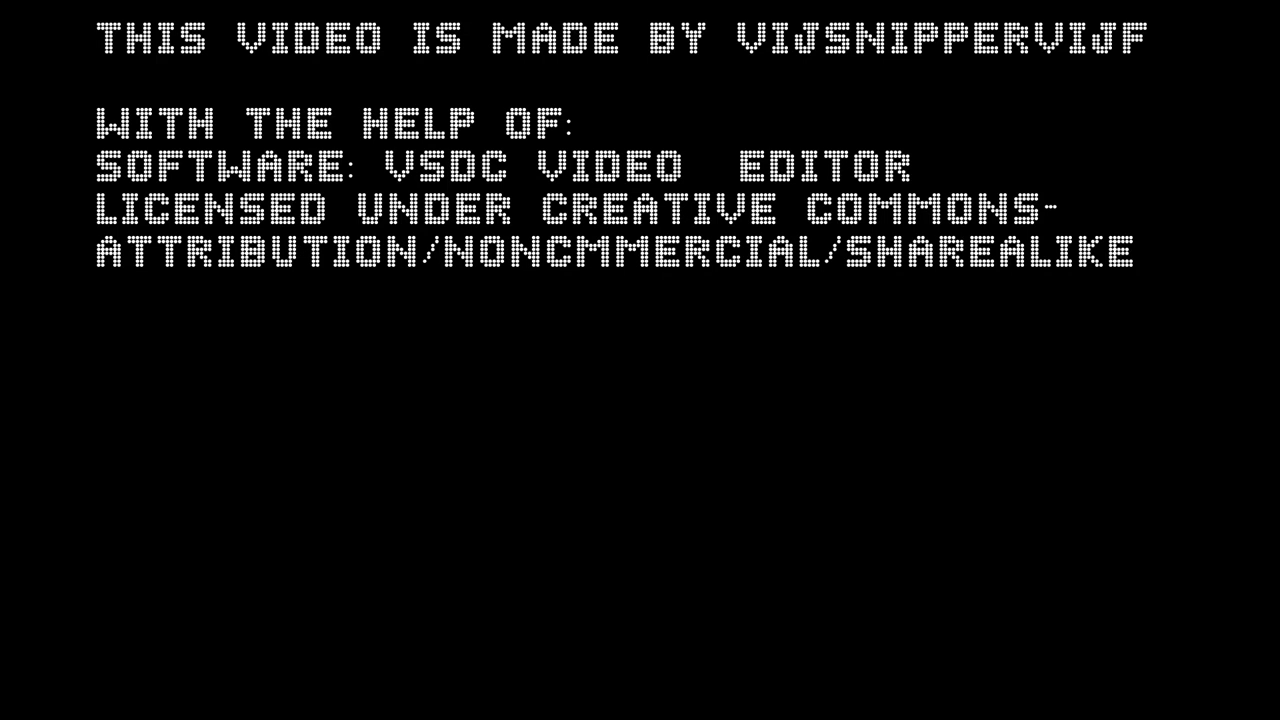 THIS VIDEO IS MADE BY VIJSNIPPERVIJF
WITH THE HELP OF:
SOFTWARE: VSDC VIDEO  EDITOR
LICENSED UNDER CREATIVE COMMONS-
ATTRIBUTION/NONCMMERCIAL/SHAREALIKE